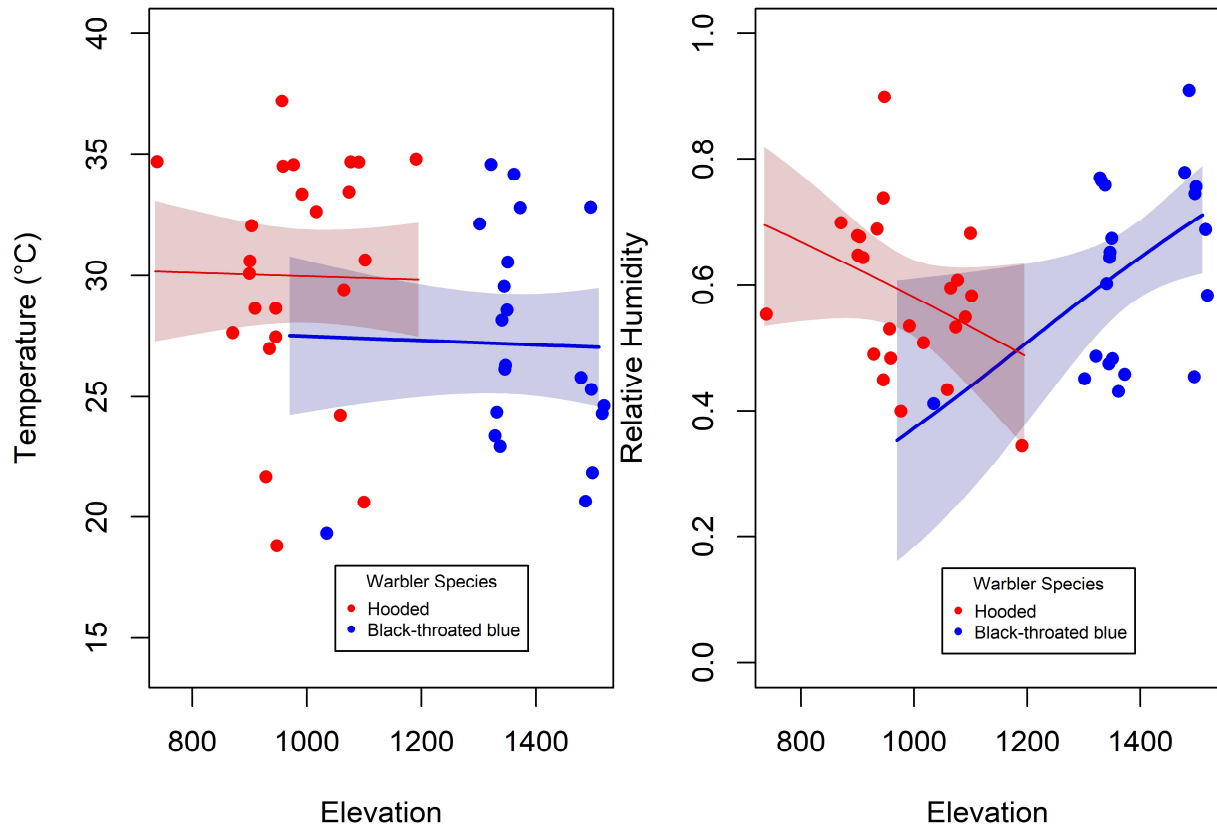 Temperature (°C)
40
35
30
25
20
15
800
1000
1200
1400
Elevation
Warbler Species
Hooded
Black-throated blue
Relative Humidity
1.0
0.8
0.6
0.4
0.2
0.0
800
1000
1200
1400
Elevation
Warbler Species
Hooded
Black-throated blue